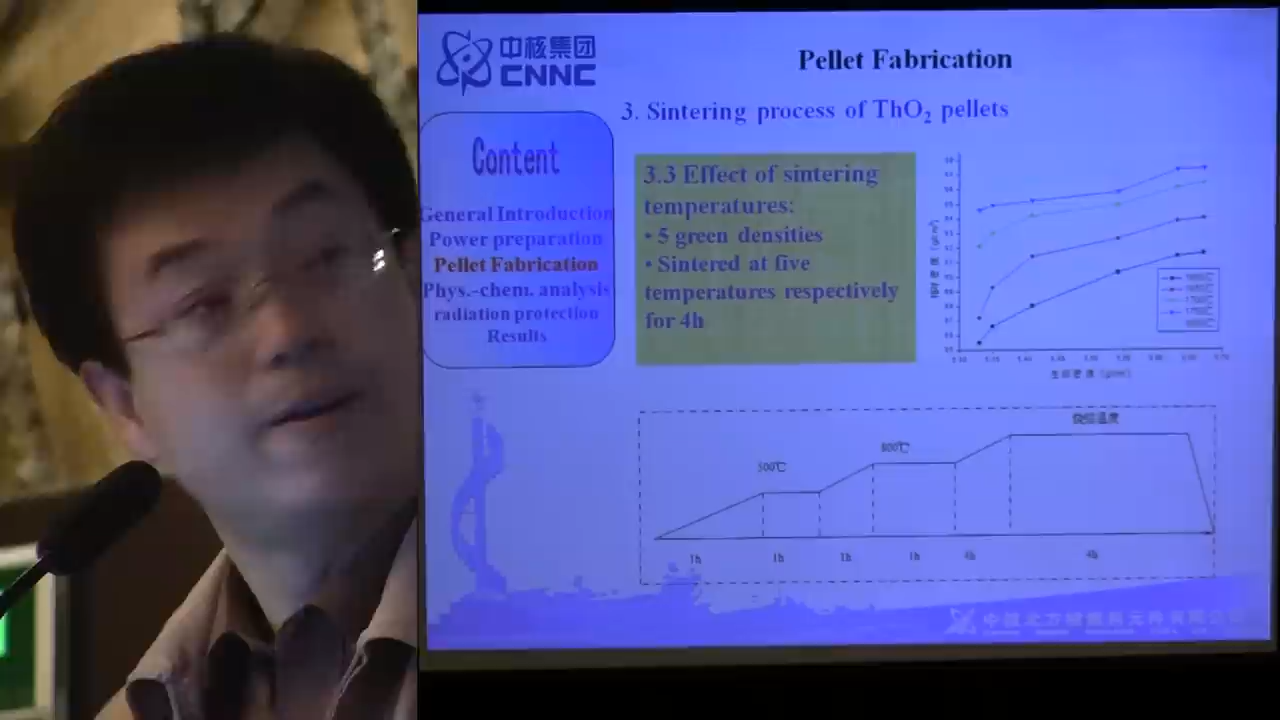 中核集团
CNNC
Pellet Fabrication
3. Sintering process of ThO₂ pellets
Content
General Introduction
Power preparation
Pellet Fabrication
Phys.-chem. analysis
radiation protection
Results
3.3 Effect of sintering
temperatures:
• 5 green densities
• Sintered at five
temperatures respectively
for 4h
烧结温度
800℃
1h
1h
1h
1h
4h
4h